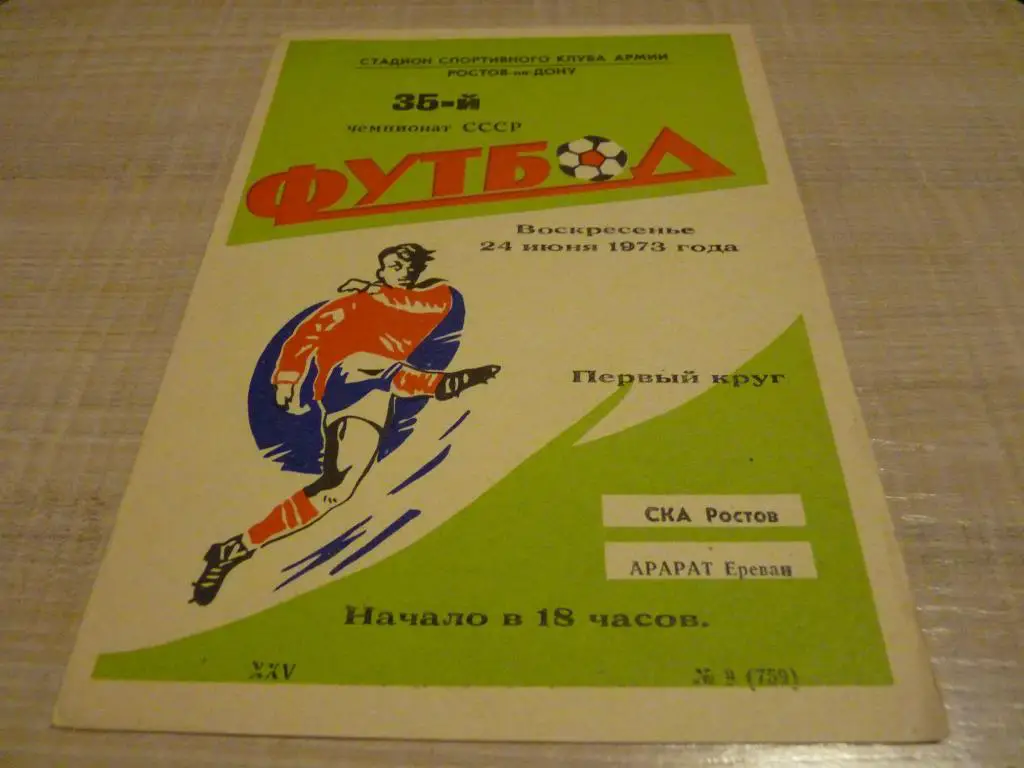 СТАДИОН СПОРТИВНОГО КЛУБА АРМИИ
РОСТОВ-на-ДОНУ
35-й
чемпионат СССР
ФУТБОЛ
Воскресенье
24 июня 1973 года
Первый круг
СКА Ростов
АРАРАТ Ереван
Начало в 18 часов.
XXV
№ 9 (759)